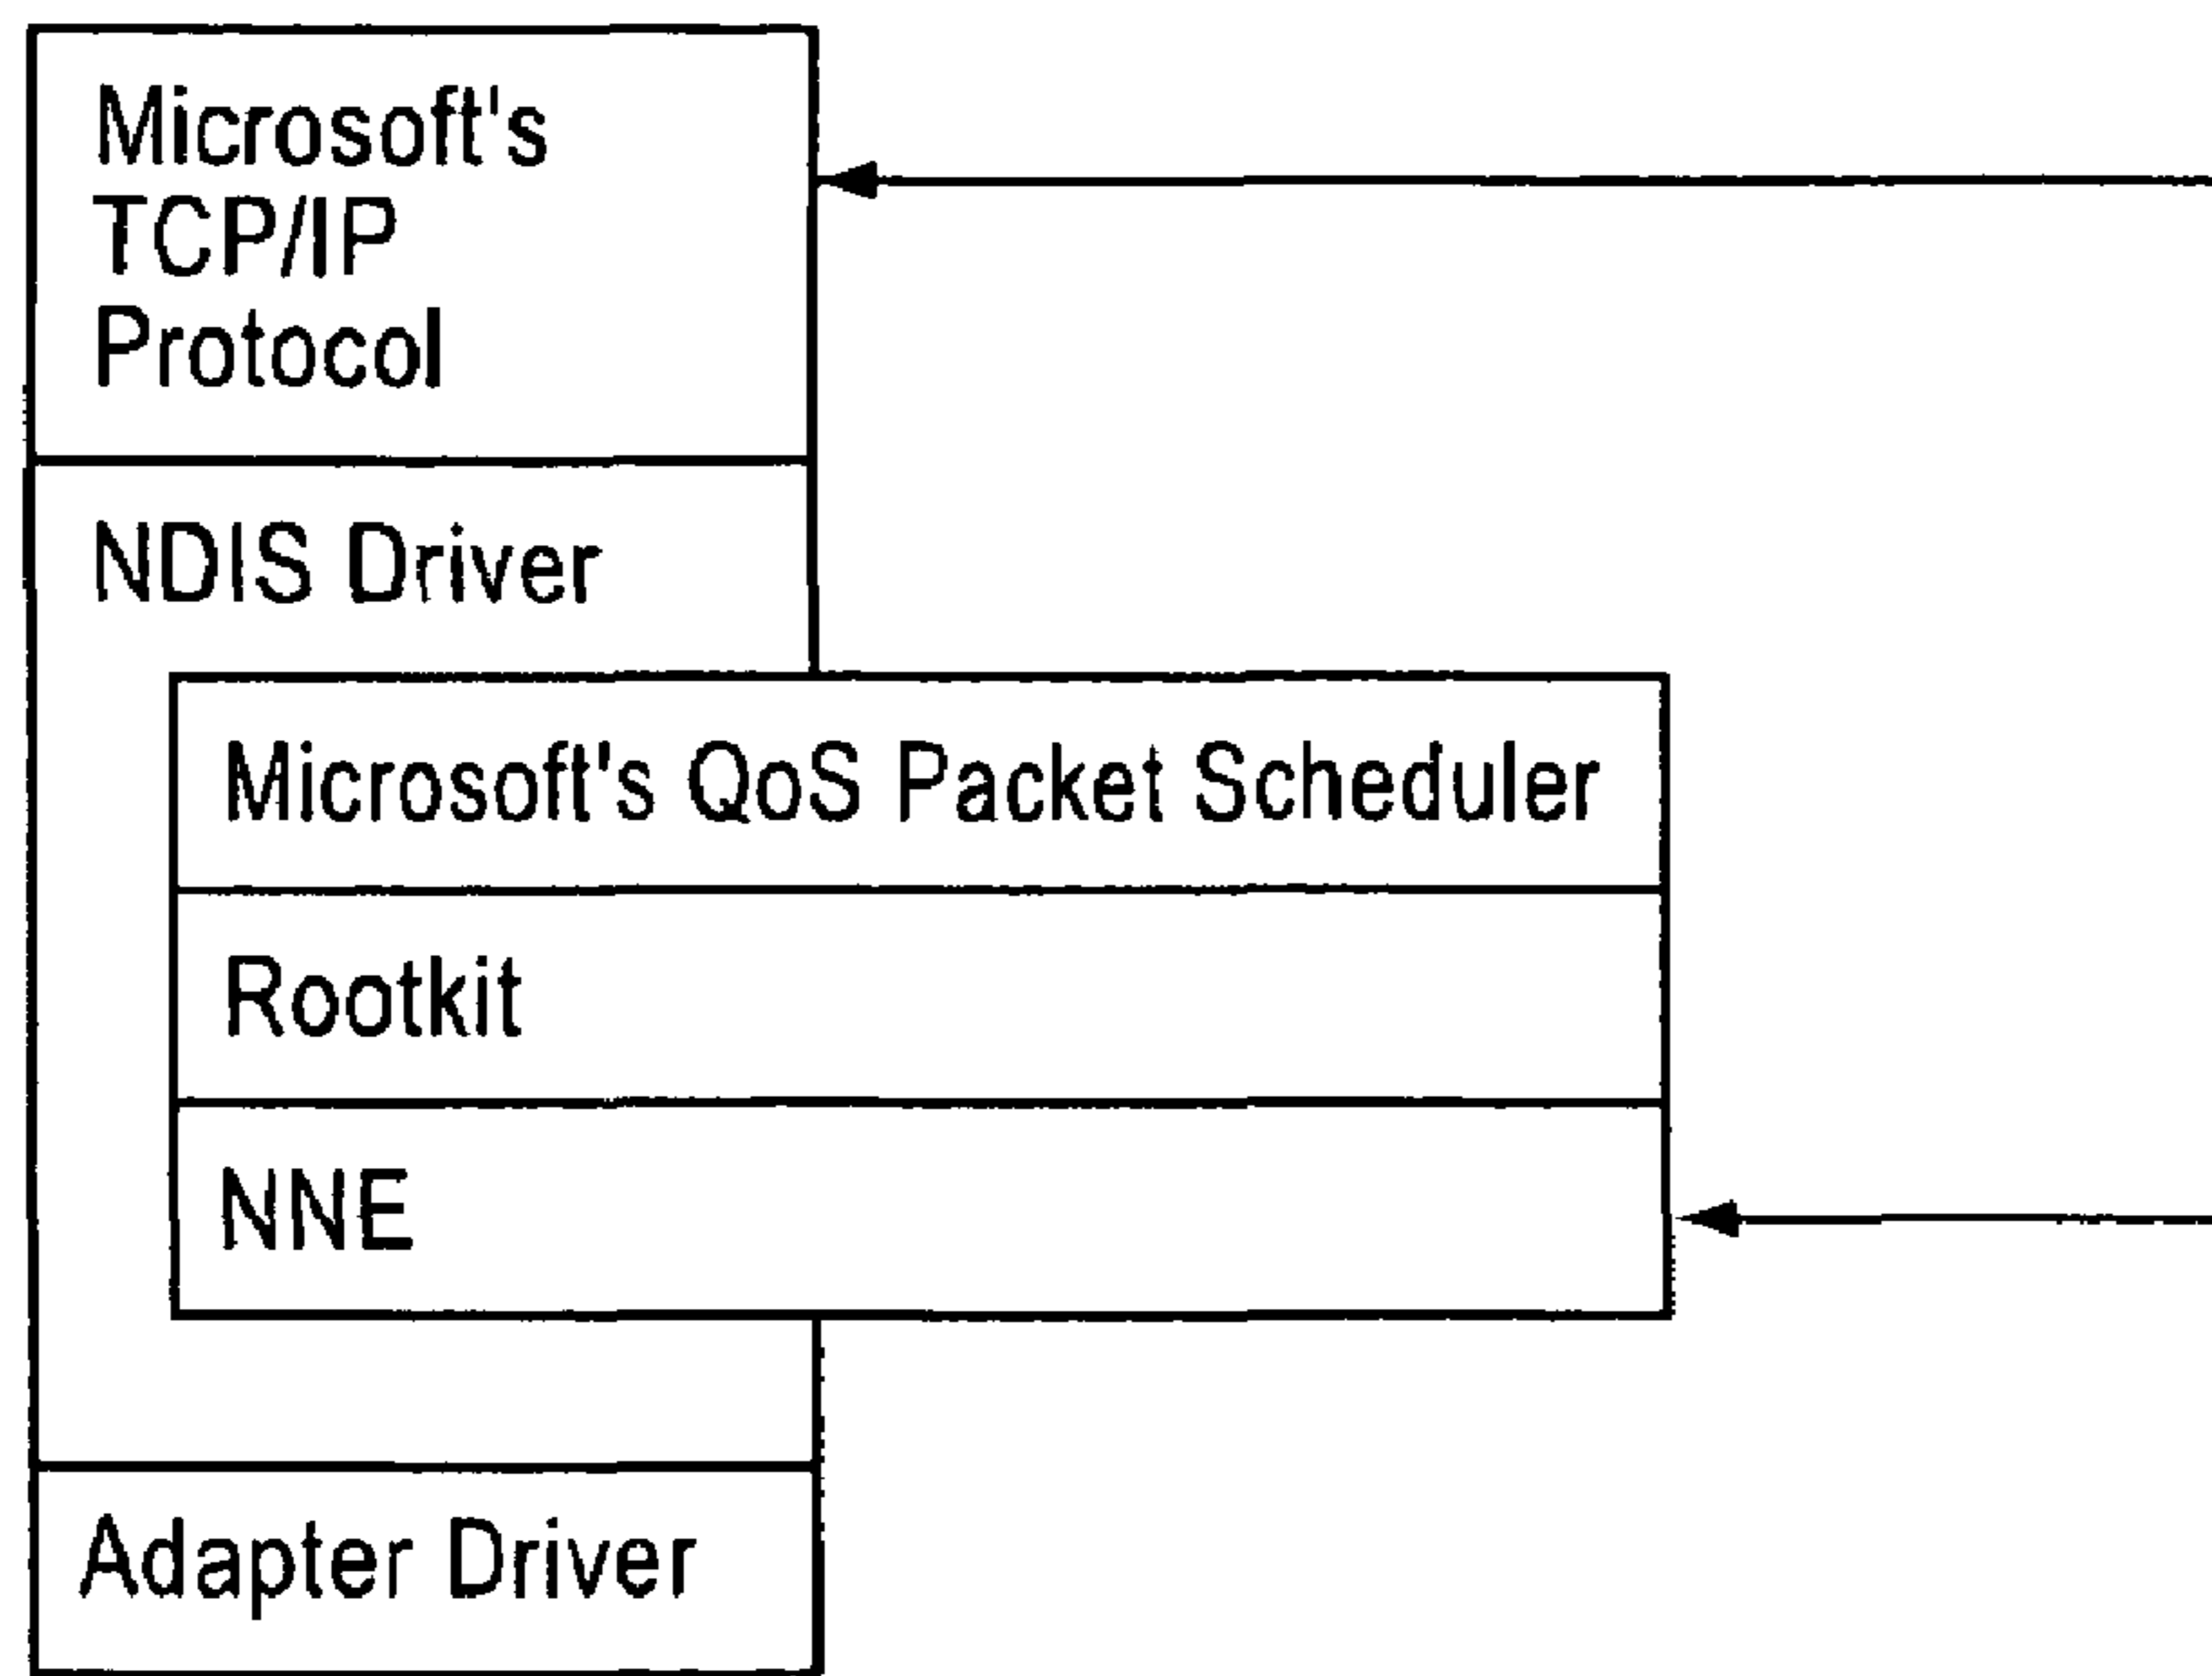 Microsoft's
TCP/IP
Protocol
NDIS Driver
Microsoft's QoS Packet Scheduler
Rootkit
NNE
Adapter Driver